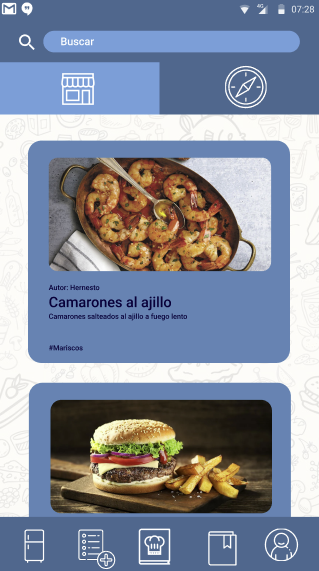 4G
07:28
Buscar
Autor: Hernesto
Camarones al ajillo
Camarones salteados al ajillo a fuego lento
#Mariscos